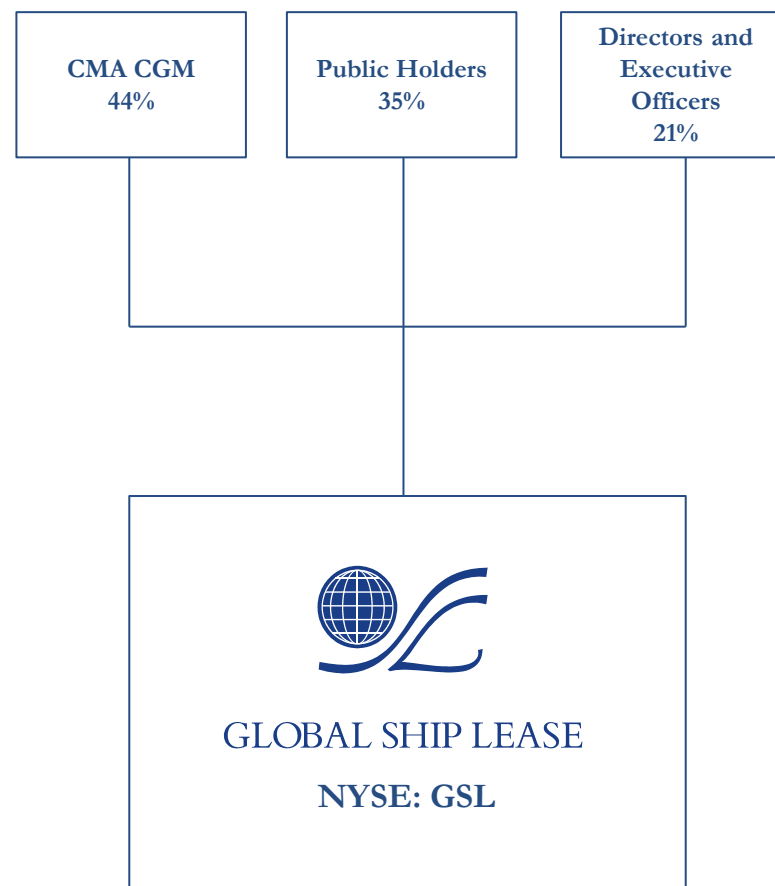 CMA CGM
44%
Public Holders
35%
Directors and
Executive
Officers
21%
GLOBAL SHIP LEASE
NYSE: GSL